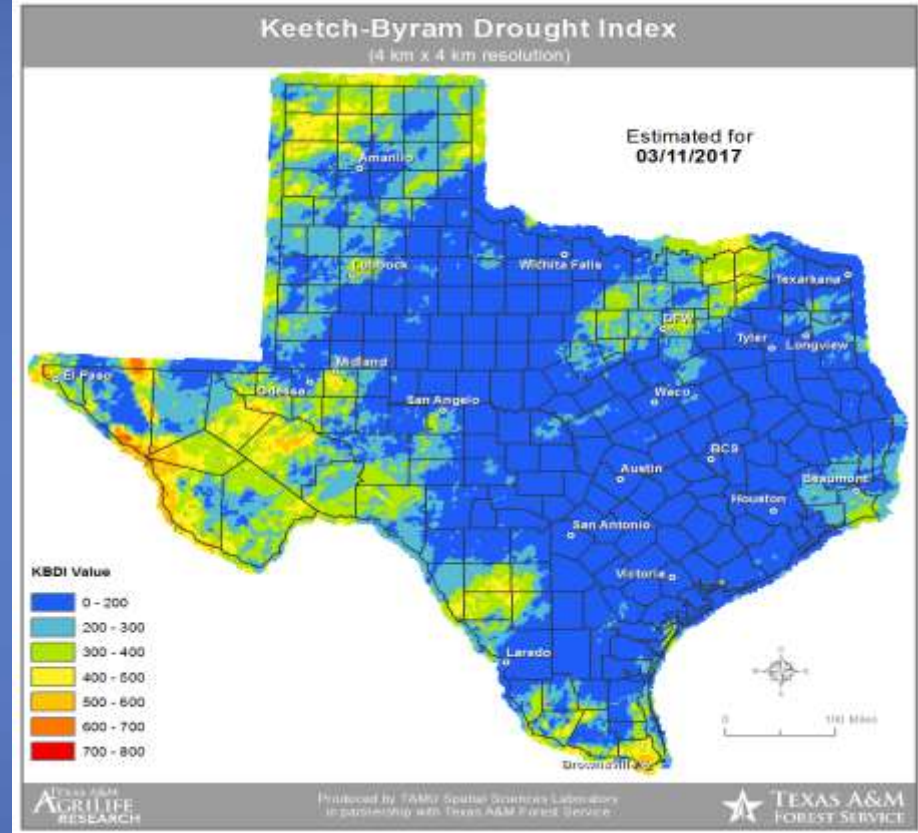 Keetch-Byram Drought Index
(4 km x 4 km resolution)
Estimated for
03/11/2017
Amarillo
Lubbock
Wichita Falls
Texarkana
DFW
Tyler
Longview
El Paso
Midland
Odessa
San Angelo
Waco
BCS
Austin
Beaumont
Houston
San Antonio
Victoria
Laredo
Brownsville
KBDI Value
0 - 200
200 - 300
300 - 400
400 - 500
500 - 600
600 - 700
700 - 800
0 100 Miles
TEXAS A&M
AGRILIFE
RESEARCH
Produced by TAMU Spatial Sciences Laboratory
in partnership with Texas A&M Forest Service
TEXAS A&M
FOREST SERVICE